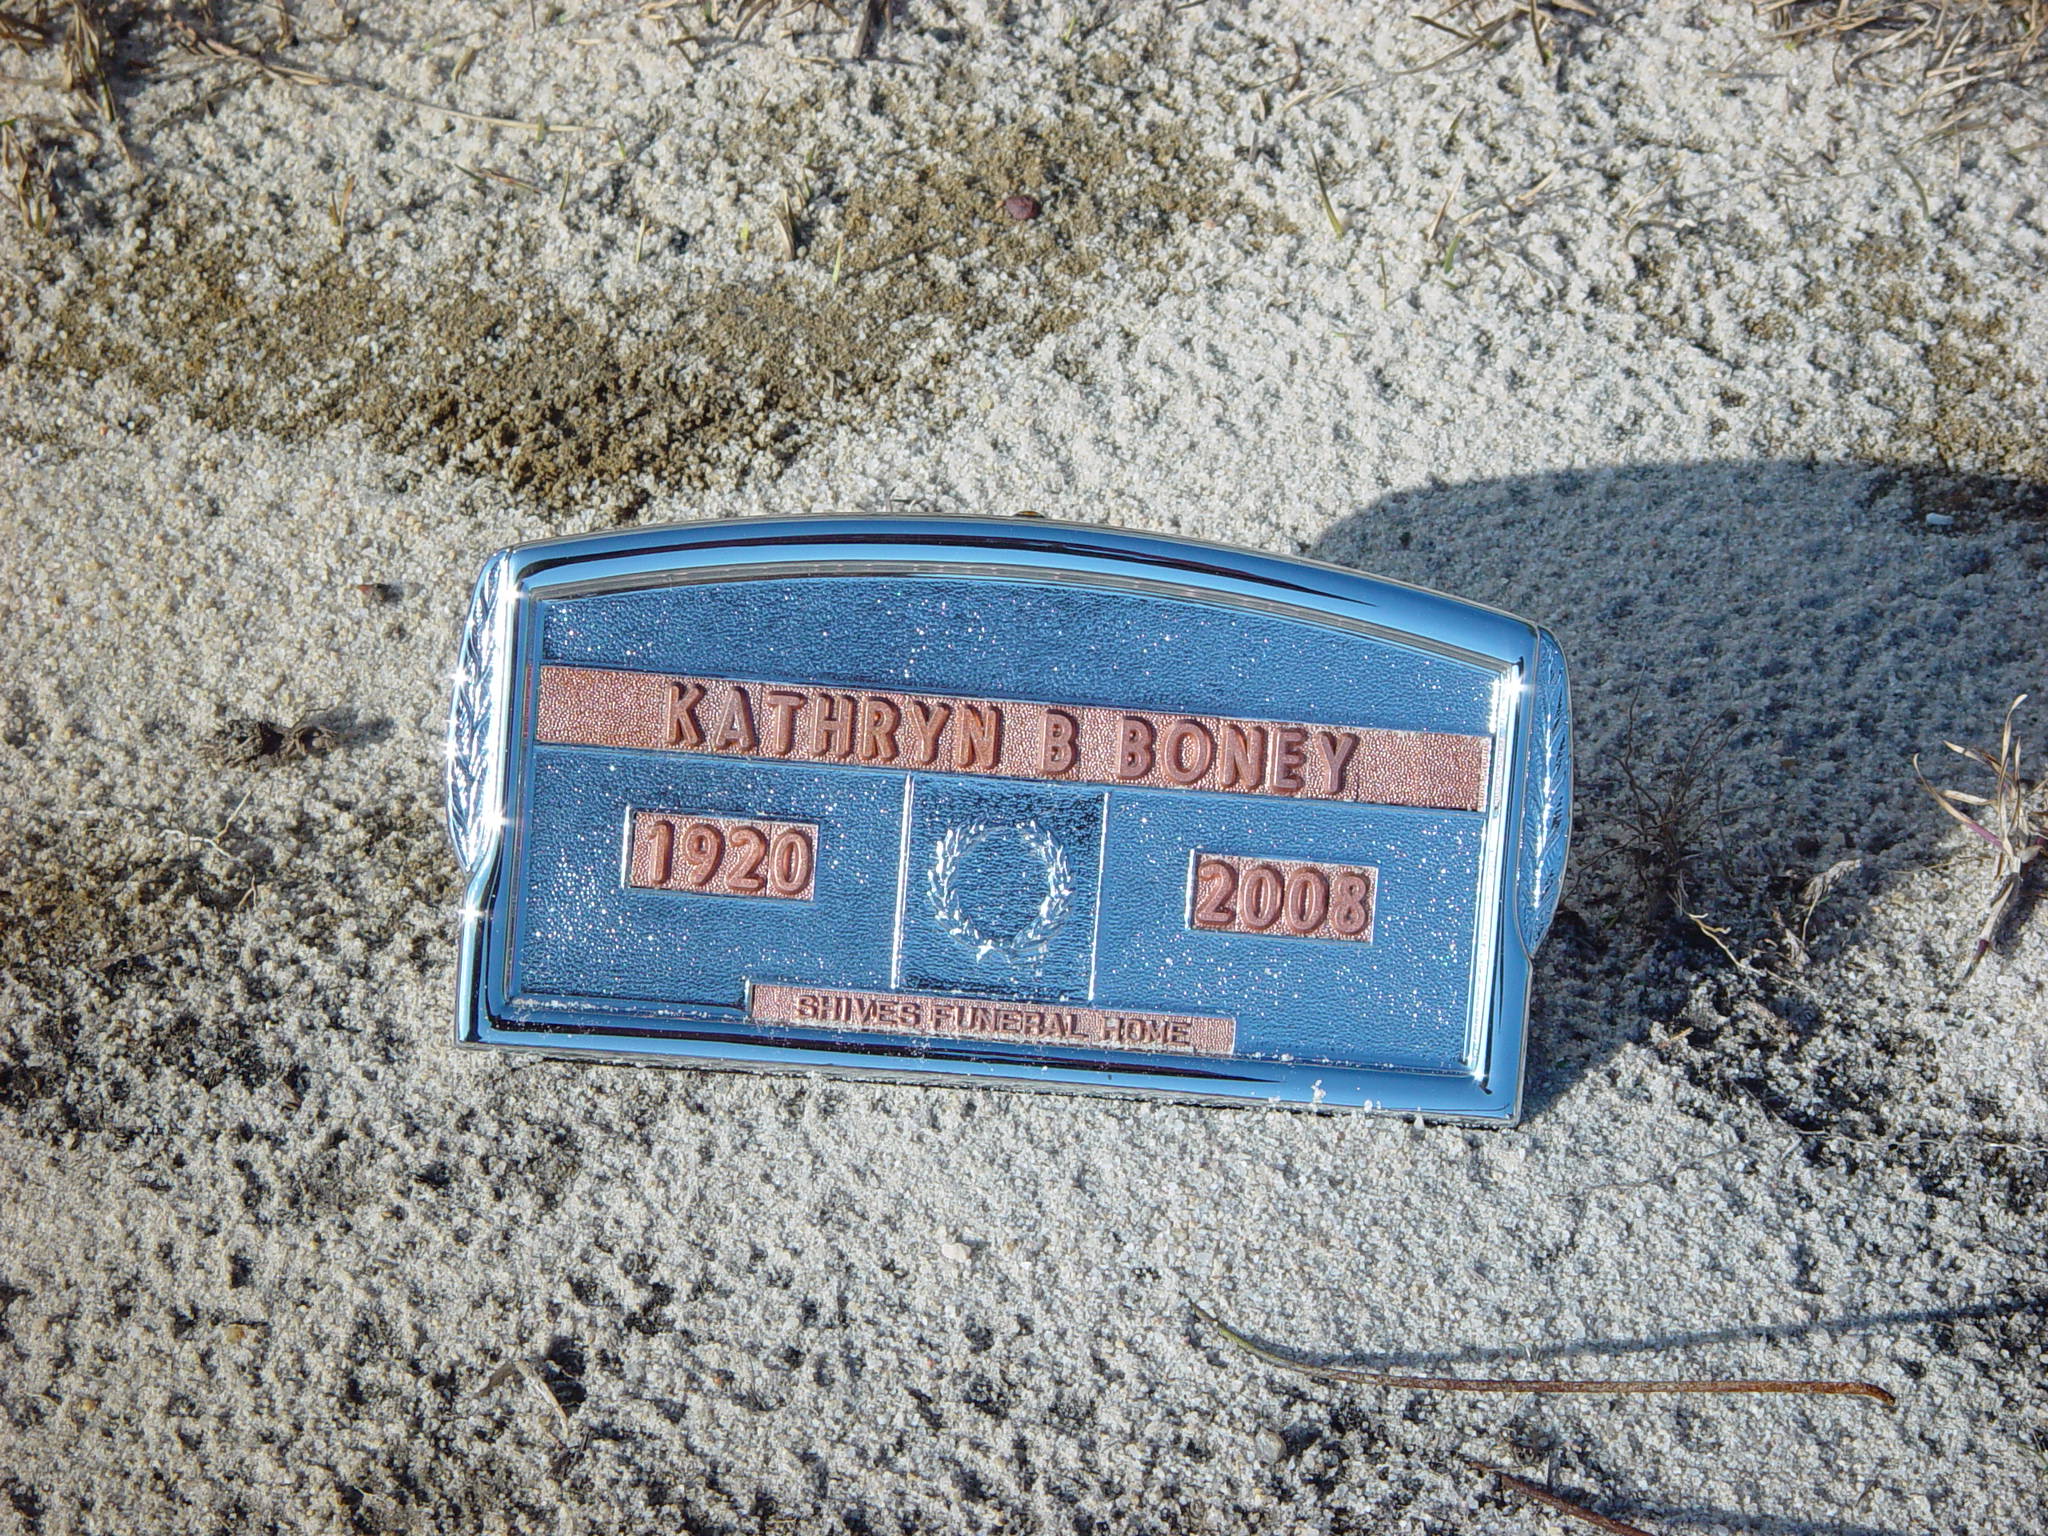 KATHRYN B BONEY
1920 2008
SHIVES FUNERAL HOME